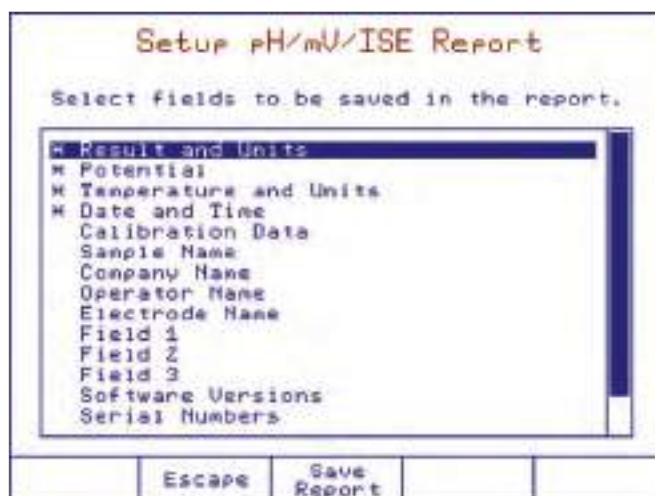 Setup pH/mV/ISE Report
Select fields to be saved in the report.
* Result and Units
* Potential
* Temperature and Units
* Date and Time
Calibration Data
Sample Name
Company Name
Operator Name
Electrode Name
Field 1
Field 2
Field 3
Software Versions
Serial Numbers
Escape
Save
Report